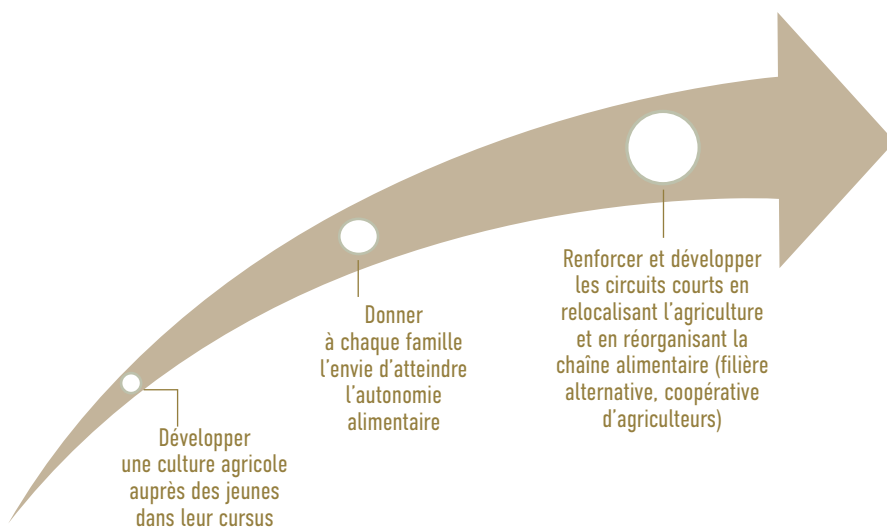 Développer
une culture agricole
auprès des jeunes
dans leur cursus
Donner
à chaque famille
l'envie d'atteindre
l'autonomie
alimentaire
Renforcer et développer
les circuits courts en
relocalisant l'agriculture
et en réorganisant la
chaîne alimentaire (filière
alternative, coopérative
d'agriculteurs)